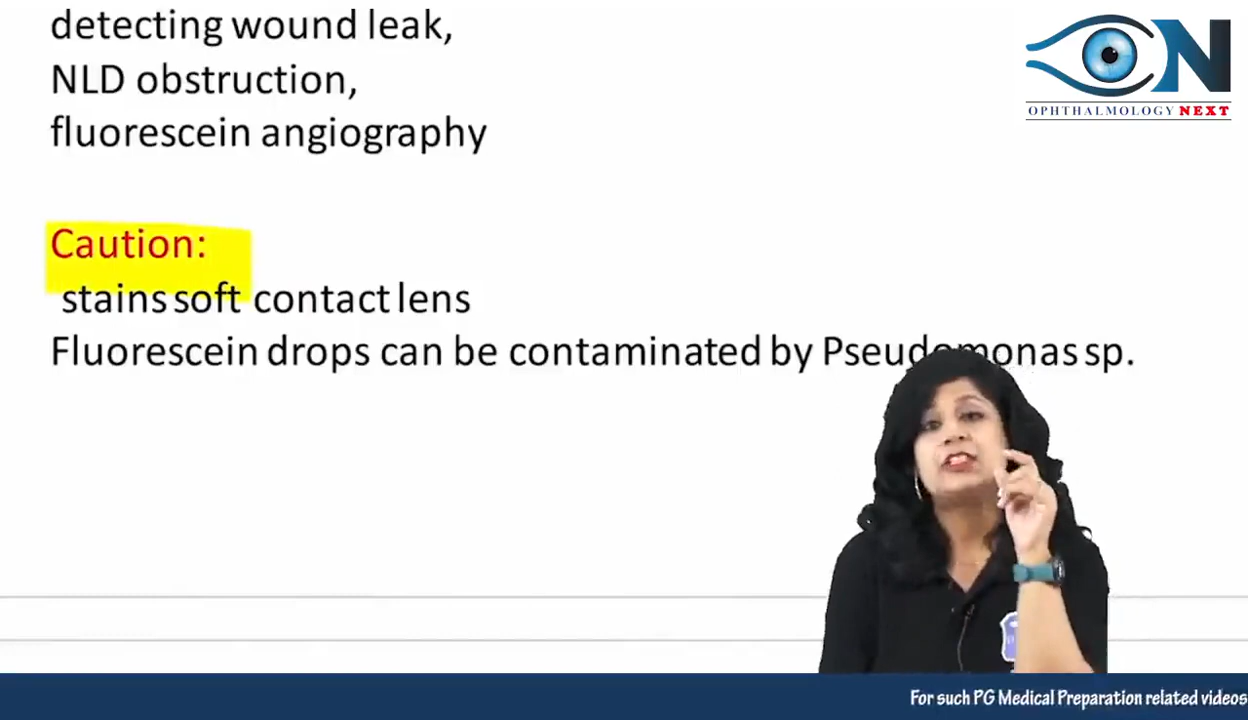 detecting wound leak,
NLD obstruction,
fluorescein angiography
Caution:
stains soft contact lens
Fluorescein drops can be contaminated by Pseudomonas sp.
N
OPHTHALMOLOGY NEXT
For such PG Medical Preparation related videos